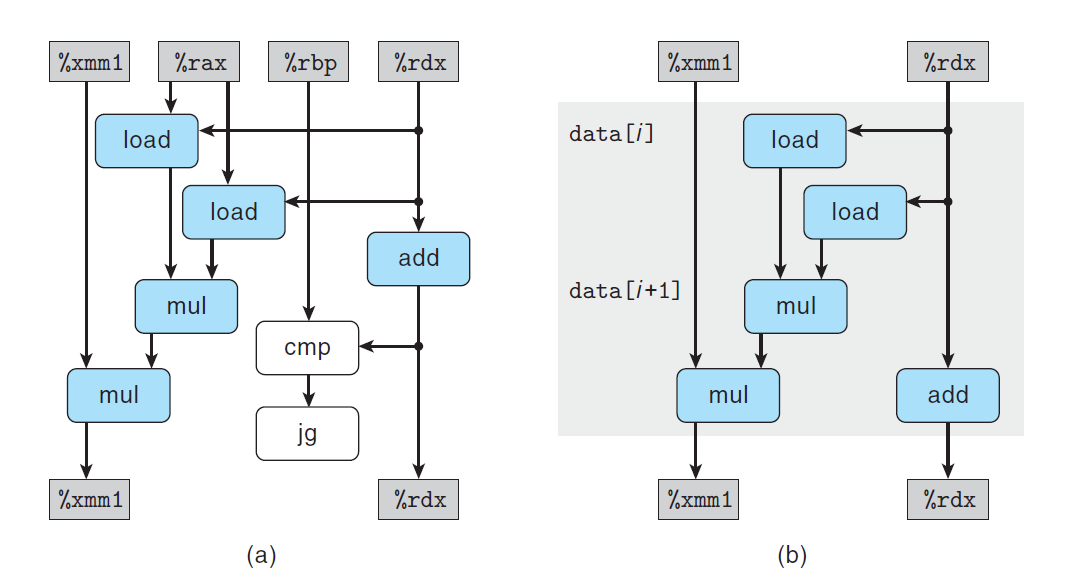 %xmm1 %rax %rbp %rdx
load
load
add
mul
cmp
mul
jg
%xmm1 %rdx
(a)
%xmm1 %rdx
data[i] load
load
data[i+1] mul
mul add
%xmm1 %rdx
(b)